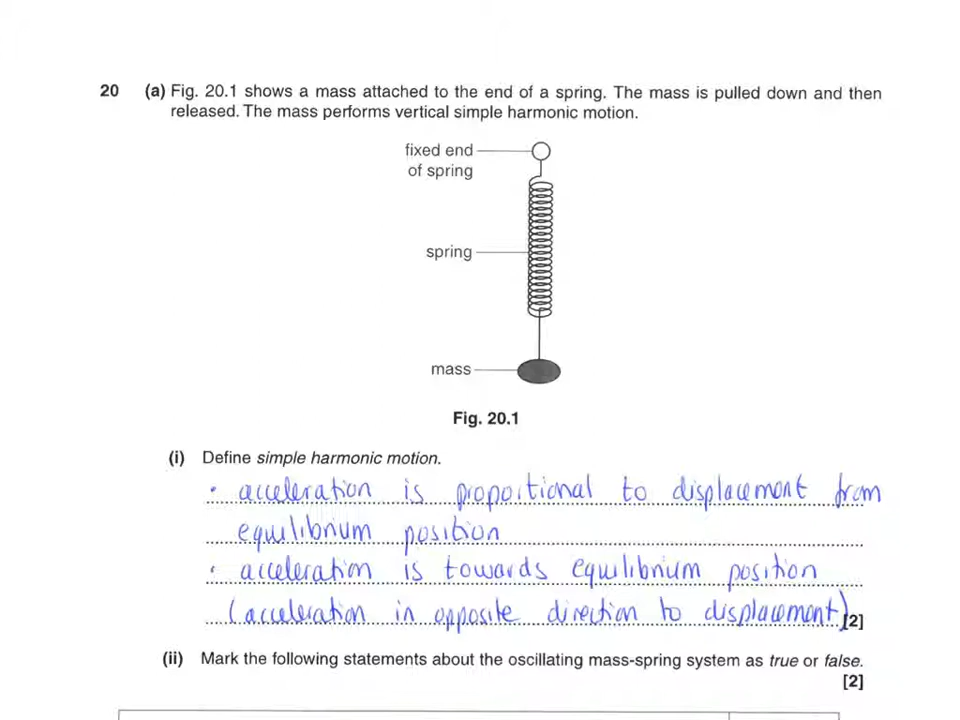 20 (a) Fig. 20.1 shows a mass attached to the end of a spring. The mass is pulled down and then
released. The mass performs vertical simple harmonic motion.
fixed end
of spring
spring
mass
Fig. 20.1
(i) Define simple harmonic motion.
• acceleration is proportional to displacement from
equilibrium position
• acceleration is towards equilibrium position
(acceleration in opposite direction to displacement) [2]
(ii) Mark the following statements about the oscillating mass-spring system as true or false.
[2]